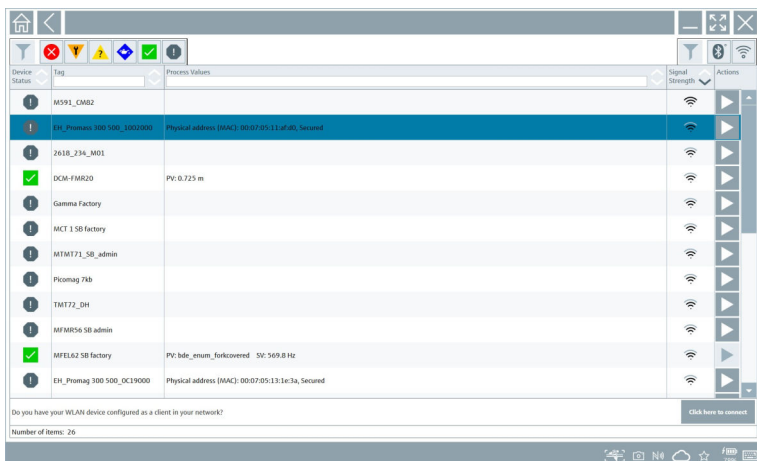 Device Status
Tag
Process Values
Signal Strength
Actions
M591_CM82
EH_Promass 300 500_1002000 Physical address (MAC): 00:07:05:11:af:d0, Secured
2618_234_M01
DCM-FMR20 PV: 0.725 m
Gamma Factory
MCT 1 SB factory
MTMT71_SB_admin
Picomag 7kb
TMT72_DH
MFMR56 SB admin
MFEL62 SB factory PV: bde_enum_forkcovered SV: 569.8 Hz
EH_Promag 300 500_0C19000 Physical address (MAC): 00:07:05:13:1e:3a, Secured
Do you have your WLAN device configured as a client in your network? Click here to connect
Number of items: 26